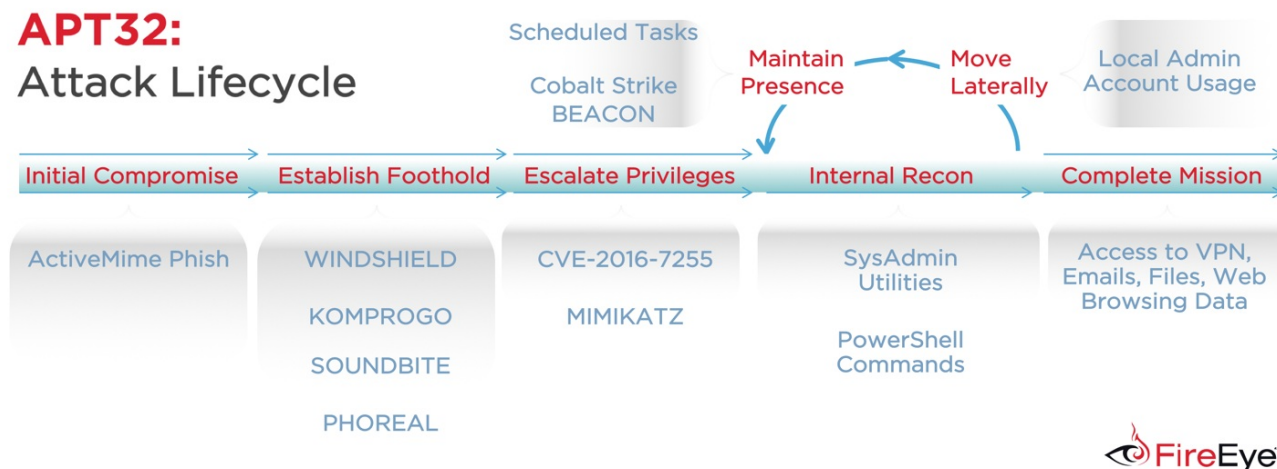 APT32:
Attack Lifecycle
Scheduled Tasks
Cobalt Strike
BEACON
Maintain
Presence
Move
Laterally
Local Admin
Account Usage
Initial Compromise
Establish Foothold
Escalate Privileges
Internal Recon
Complete Mission
ActiveMime Phish
WINDSHIELD
KOMPROGO
SOUNDBITE
PHOREAL
CVE-2016-7255
MIMIKATZ
SysAdmin
Utilities
PowerShell
Commands
Access to VPN,
Emails, Files, Web
Browsing Data
FireEye